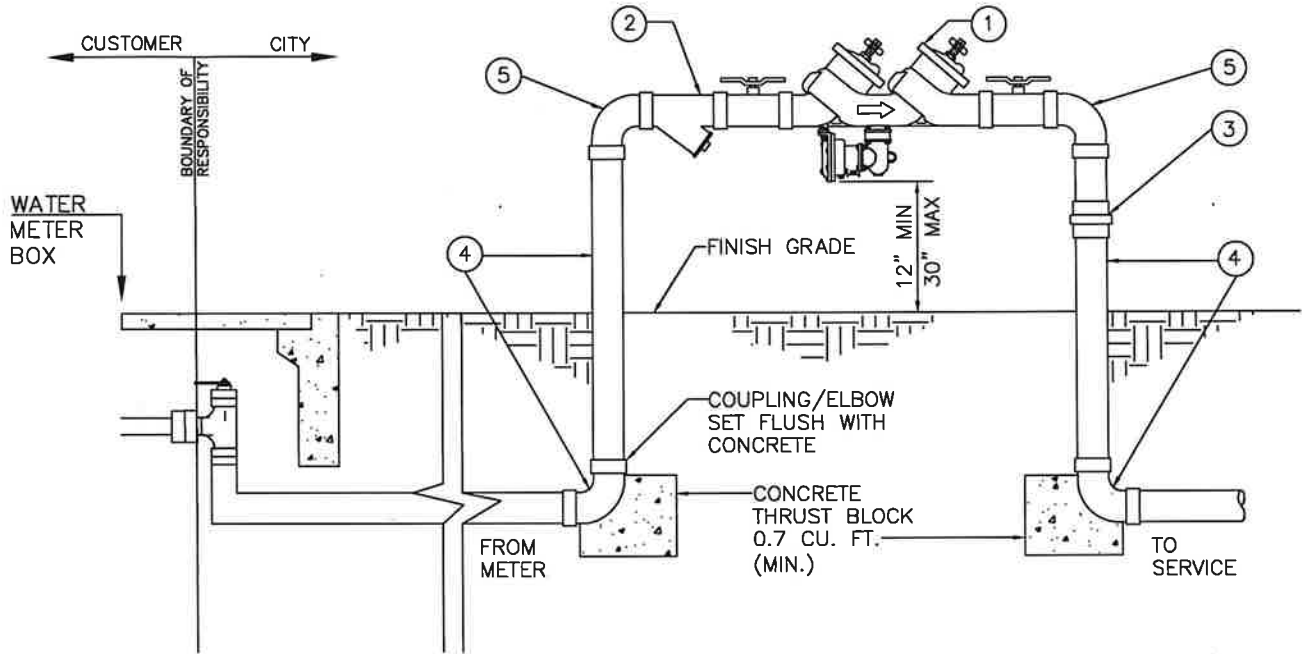 CUSTOMER
CITY
BOUNDARY OF
RESPONSIBILITY
WATER
METER
BOX
1
2
5
5
3
4
4
FINISH GRADE
12" MIN
30" MAX
COUPLING/ELBOW
SET FLUSH WITH
CONCRETE
CONCRETE
THRUST BLOCK
0.7 CU. FT.
(MIN.)
FROM
METER
TO
SERVICE